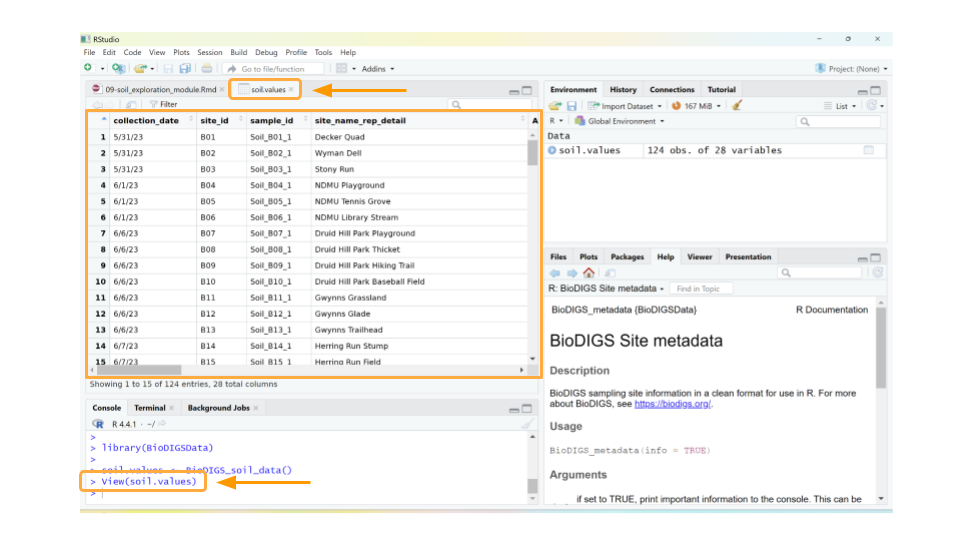 RStudio
File Edit Code View Plots Session Build Debug Profile Tools Help
Go to file/function Addins Project: (None)
09-soil_exploration_module.Rmd × soil.values ×
Filter
collection_date site_id sample_id site_name_rep_detail A
1 5/31/23 B01 Soil_B01_1 Decker Quad
2 5/31/23 B02 Soil_B02_1 Wyman Dell
3 5/31/23 B03 Soil_B03_1 Stony Run
4 6/1/23 B04 Soil_B04_1 NDMU Playground
5 6/1/23 B05 Soil_B05_1 NDMU Tennis Grove
6 6/1/23 B06 Soil_B06_1 NDMU Library Stream
7 6/6/23 B07 Soil_B07_1 Druid Hill Park Playground
8 6/6/23 B08 Soil_B08_1 Druid Hill Park Thicket
9 6/6/23 B09 Soil_B09_1 Druid Hill Park Hiking Trail
10 6/6/23 B10 Soil_B10_1 Druid Hill Park Baseball Field
11 6/6/23 B11 Soil_B11_1 Gwynns Grassland
12 6/6/23 B12 Soil_B12_1 Gwynns Glade
13 6/6/23 B13 Soil_B13_1 Gwynns Trailhead
14 6/7/23 B14 Soil_B14_1 Herring Run Stump
15 6/7/23 B15 Soil_B15_1 Herring Run Field
Showing 1 to 15 of 124 entries, 28 total columns
Console Terminal × Background Jobs ×
R 4.4.1 · ~/
>
> library(BioDIGSData)
>
> soil.values <- BioDIGS_soil_data()
> View(soil.values)
>
Environment History Connections Tutorial
Import Dataset 167 MiB List
R Global Environment
Data
soil.values 124 obs. of 28 variables
Files Plots Packages Help Viewer Presentation
R: BioDIGS Site metadata Find in Topic
BioDIGS_metadata {BioDIGSData} R Documentation
BioDIGS Site metadata
Description
BioDIGS sampling site information in a clean format for use in R. For more
about BioDIGS, see https://biodigs.org/.
Usage
BioDIGS_metadata(info = TRUE)
Arguments
if set to TRUE, print important information to the console. This can be